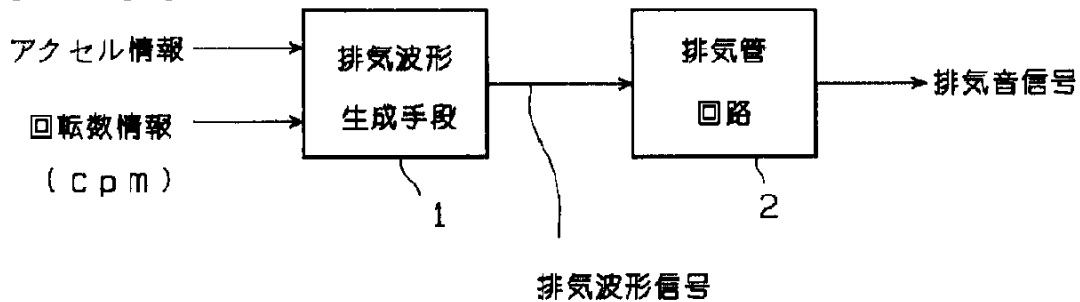 アクセル情報
回転数情報
(cpm)
排気波形
生成手段
1
排気波形信号
排気管
回路
2
排気音信号